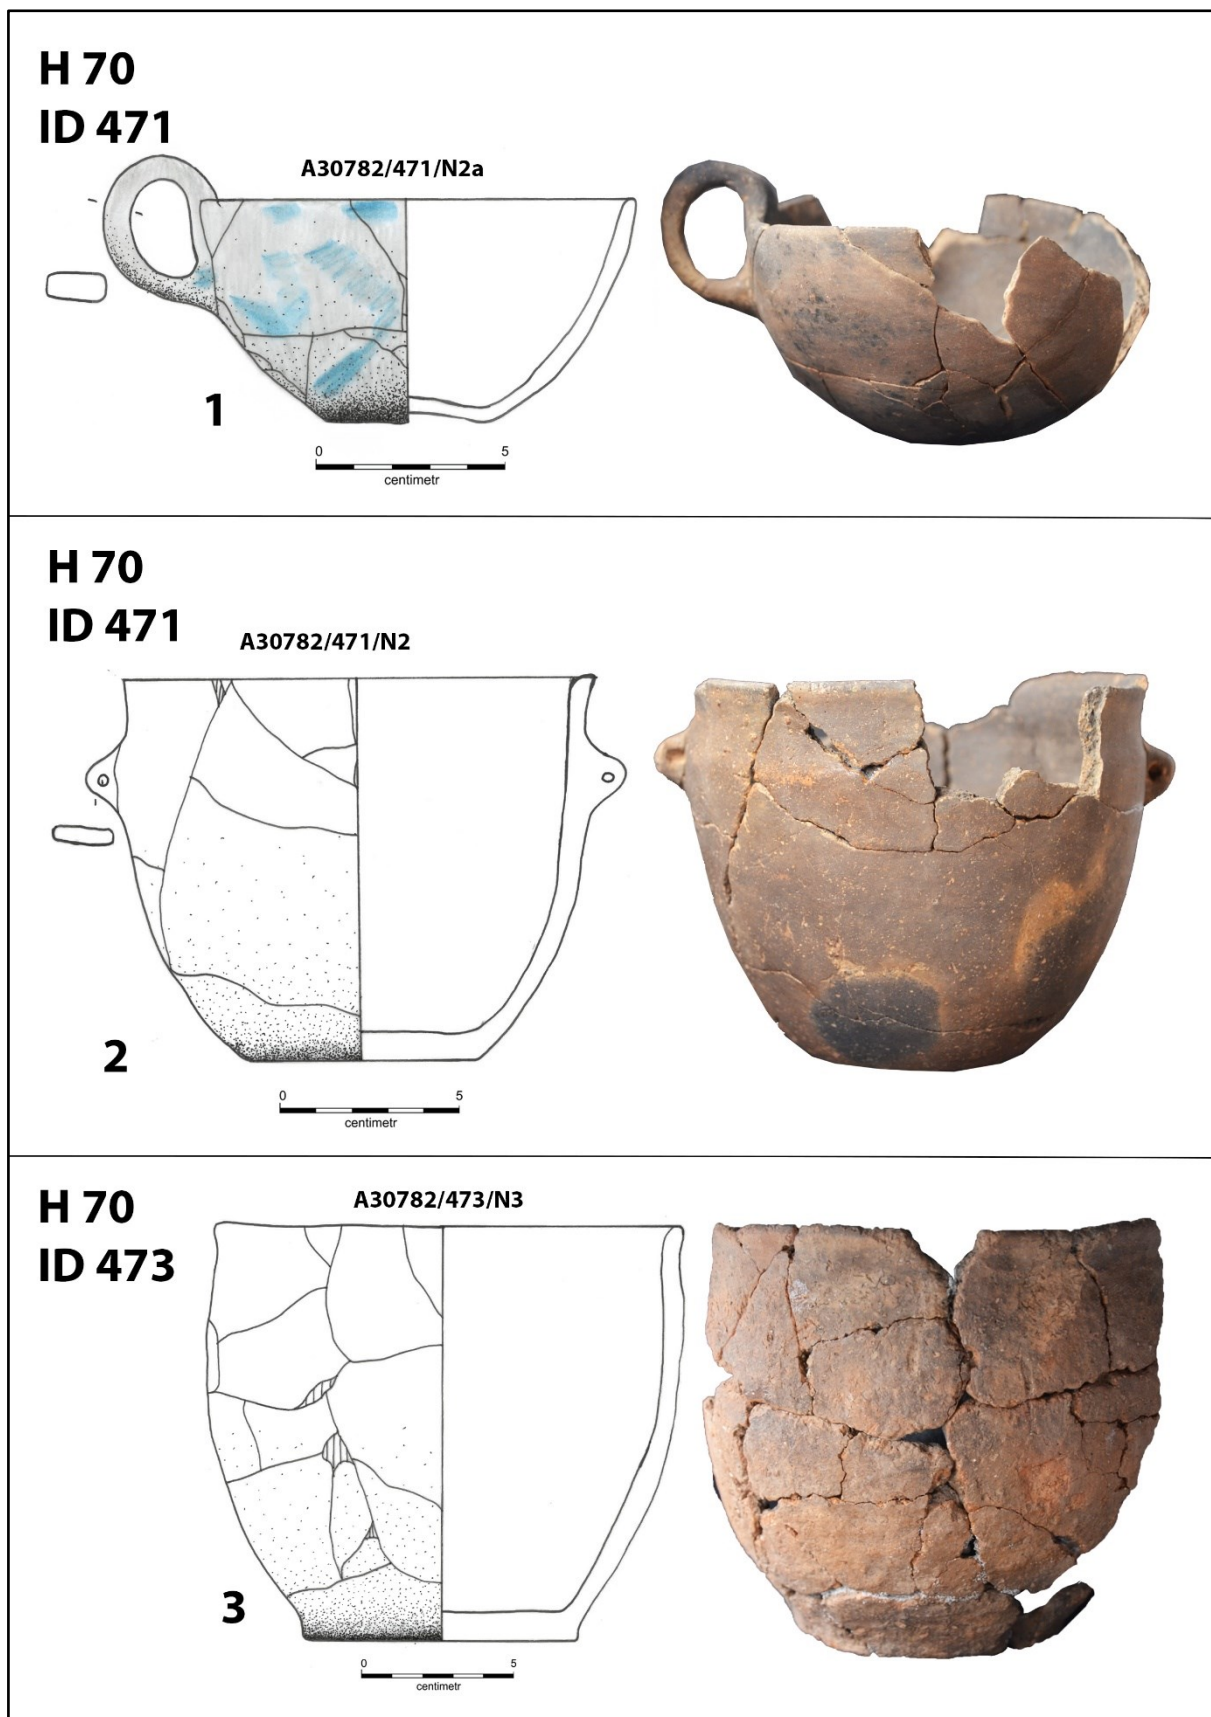 H 70
ID 471
A30782/471/N2a
1
0 5
centimetr
H 70
ID 471
A30782/471/N2
2
0 5
centimetr
H 70
ID 473
A30782/473/N3
3
0 5
centimetr